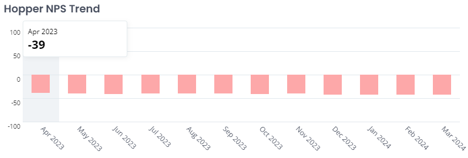 Hopper NPS Trend
100
Apr 2023
-39
50
0
-50
-100
Apr 2023
May 2023
Jun 2023
Jul 2023
Aug 2023
Sep 2023
Oct 2023
Nov 2023
Dec 2023
Jan 2024
Feb 2024
Mar 2024